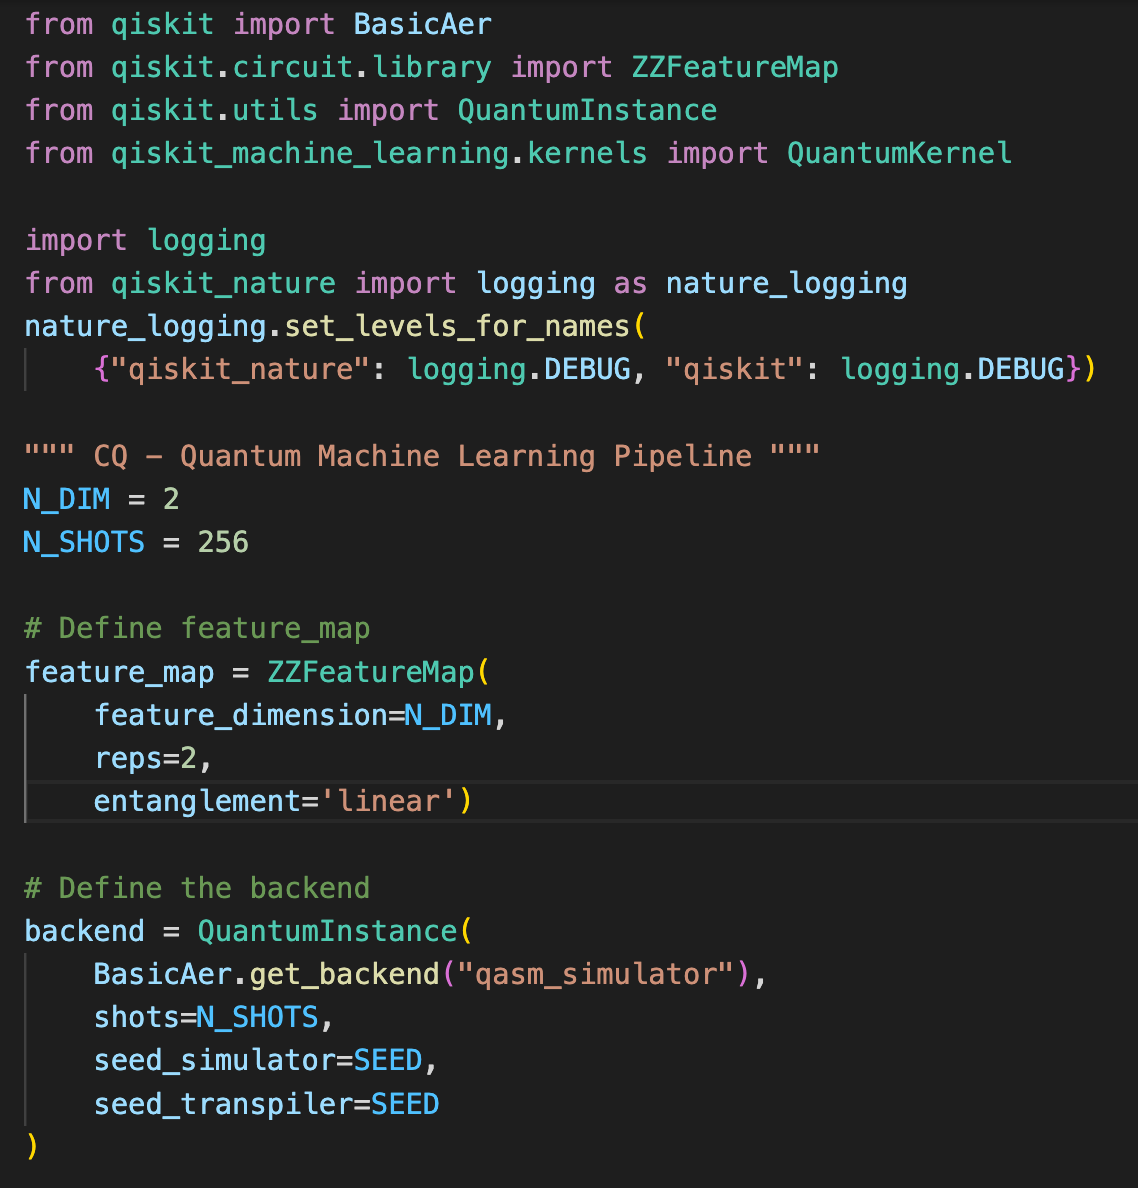 from qiskit import BasicAer
from qiskit.circuit.library import ZZFeatureMap
from qiskit.utils import QuantumInstance
from qiskit_machine_learning.kernels import QuantumKernel
import logging
from qiskit_nature import logging as nature_logging
nature_logging.set_levels_for_names(
    {"qiskit_nature": logging.DEBUG, "qiskit": logging.DEBUG})
""" CQ – Quantum Machine Learning Pipeline """
N_DIM = 2
N_SHOTS = 256
# Define feature_map
feature_map = ZZFeatureMap(
    feature_dimension=N_DIM,
    reps=2,
    entanglement='linear')
# Define the backend
backend = QuantumInstance(
    BasicAer.get_backend("qasm_simulator"),
    shots=N_SHOTS,
    seed_simulator=SEED,
    seed_transpiler=SEED
)